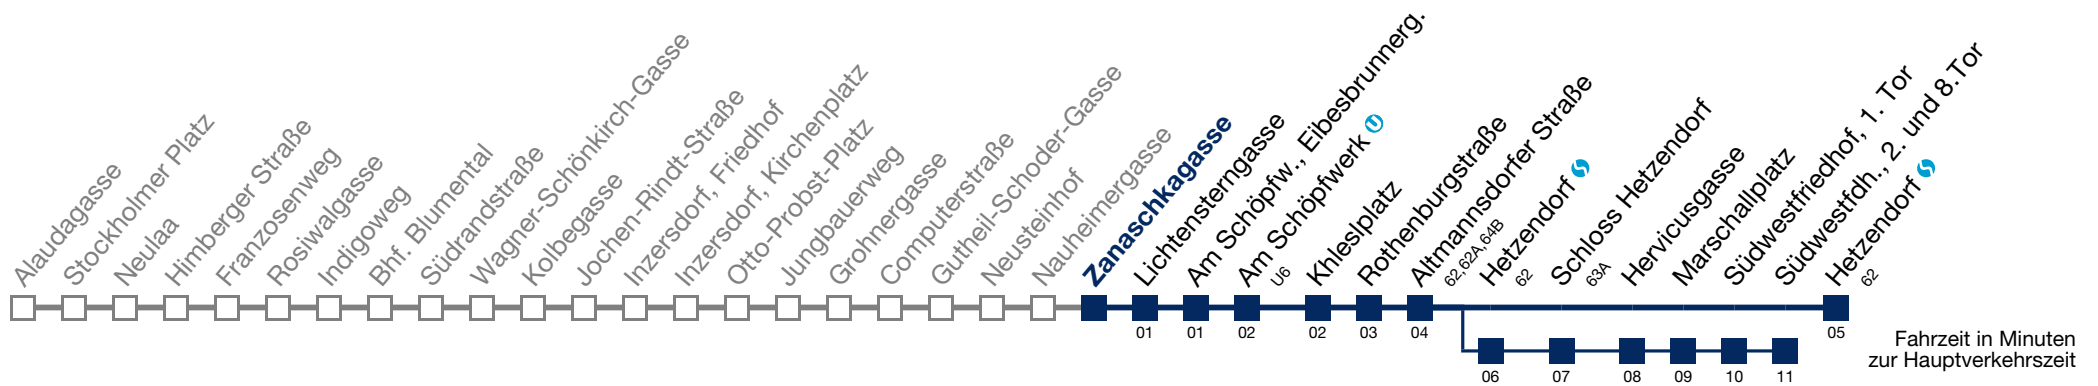 Alaudagasse
Stockholmer Platz
Neulaa
Himberger Straße
Franzosenweg
Rosiwalgasse
Indigoweg
Bhf. Blumental
Südrandstraße
Wagner-Schönkirch-Gasse
Kolbegasse
Jochen-Rindt-Straße
Inzersdorf, Friedhof
Inzersdorf, Kirchenplatz
Otto-Probst-Platz
Jungbauerweg
Grohnergasse
Computerstraße
Gutheil-Schoder-Gasse
Neusteinhof
Nauheimergasse
Zanaschkagasse
Lichtensterngasse
Am Schöpfw., Eibesbrunnerg.
Am Schöpfwerk U
U6
Khleslplatz
Rothenburgstraße
Altmannsdorfer Straße
62,62A,64B
Hetzendorf S
62
Schloss Hetzendorf
63A
Hervicusgasse
Marschallplatz
Südwestfriedhof, 1. Tor
Südwestfdh., 2. und 8.Tor
Hetzendorf S
62
01 01 02 02 03 04 05
06 07 08 09 10 11
Fahrzeit in Minuten
zur Hauptverkehrszeit